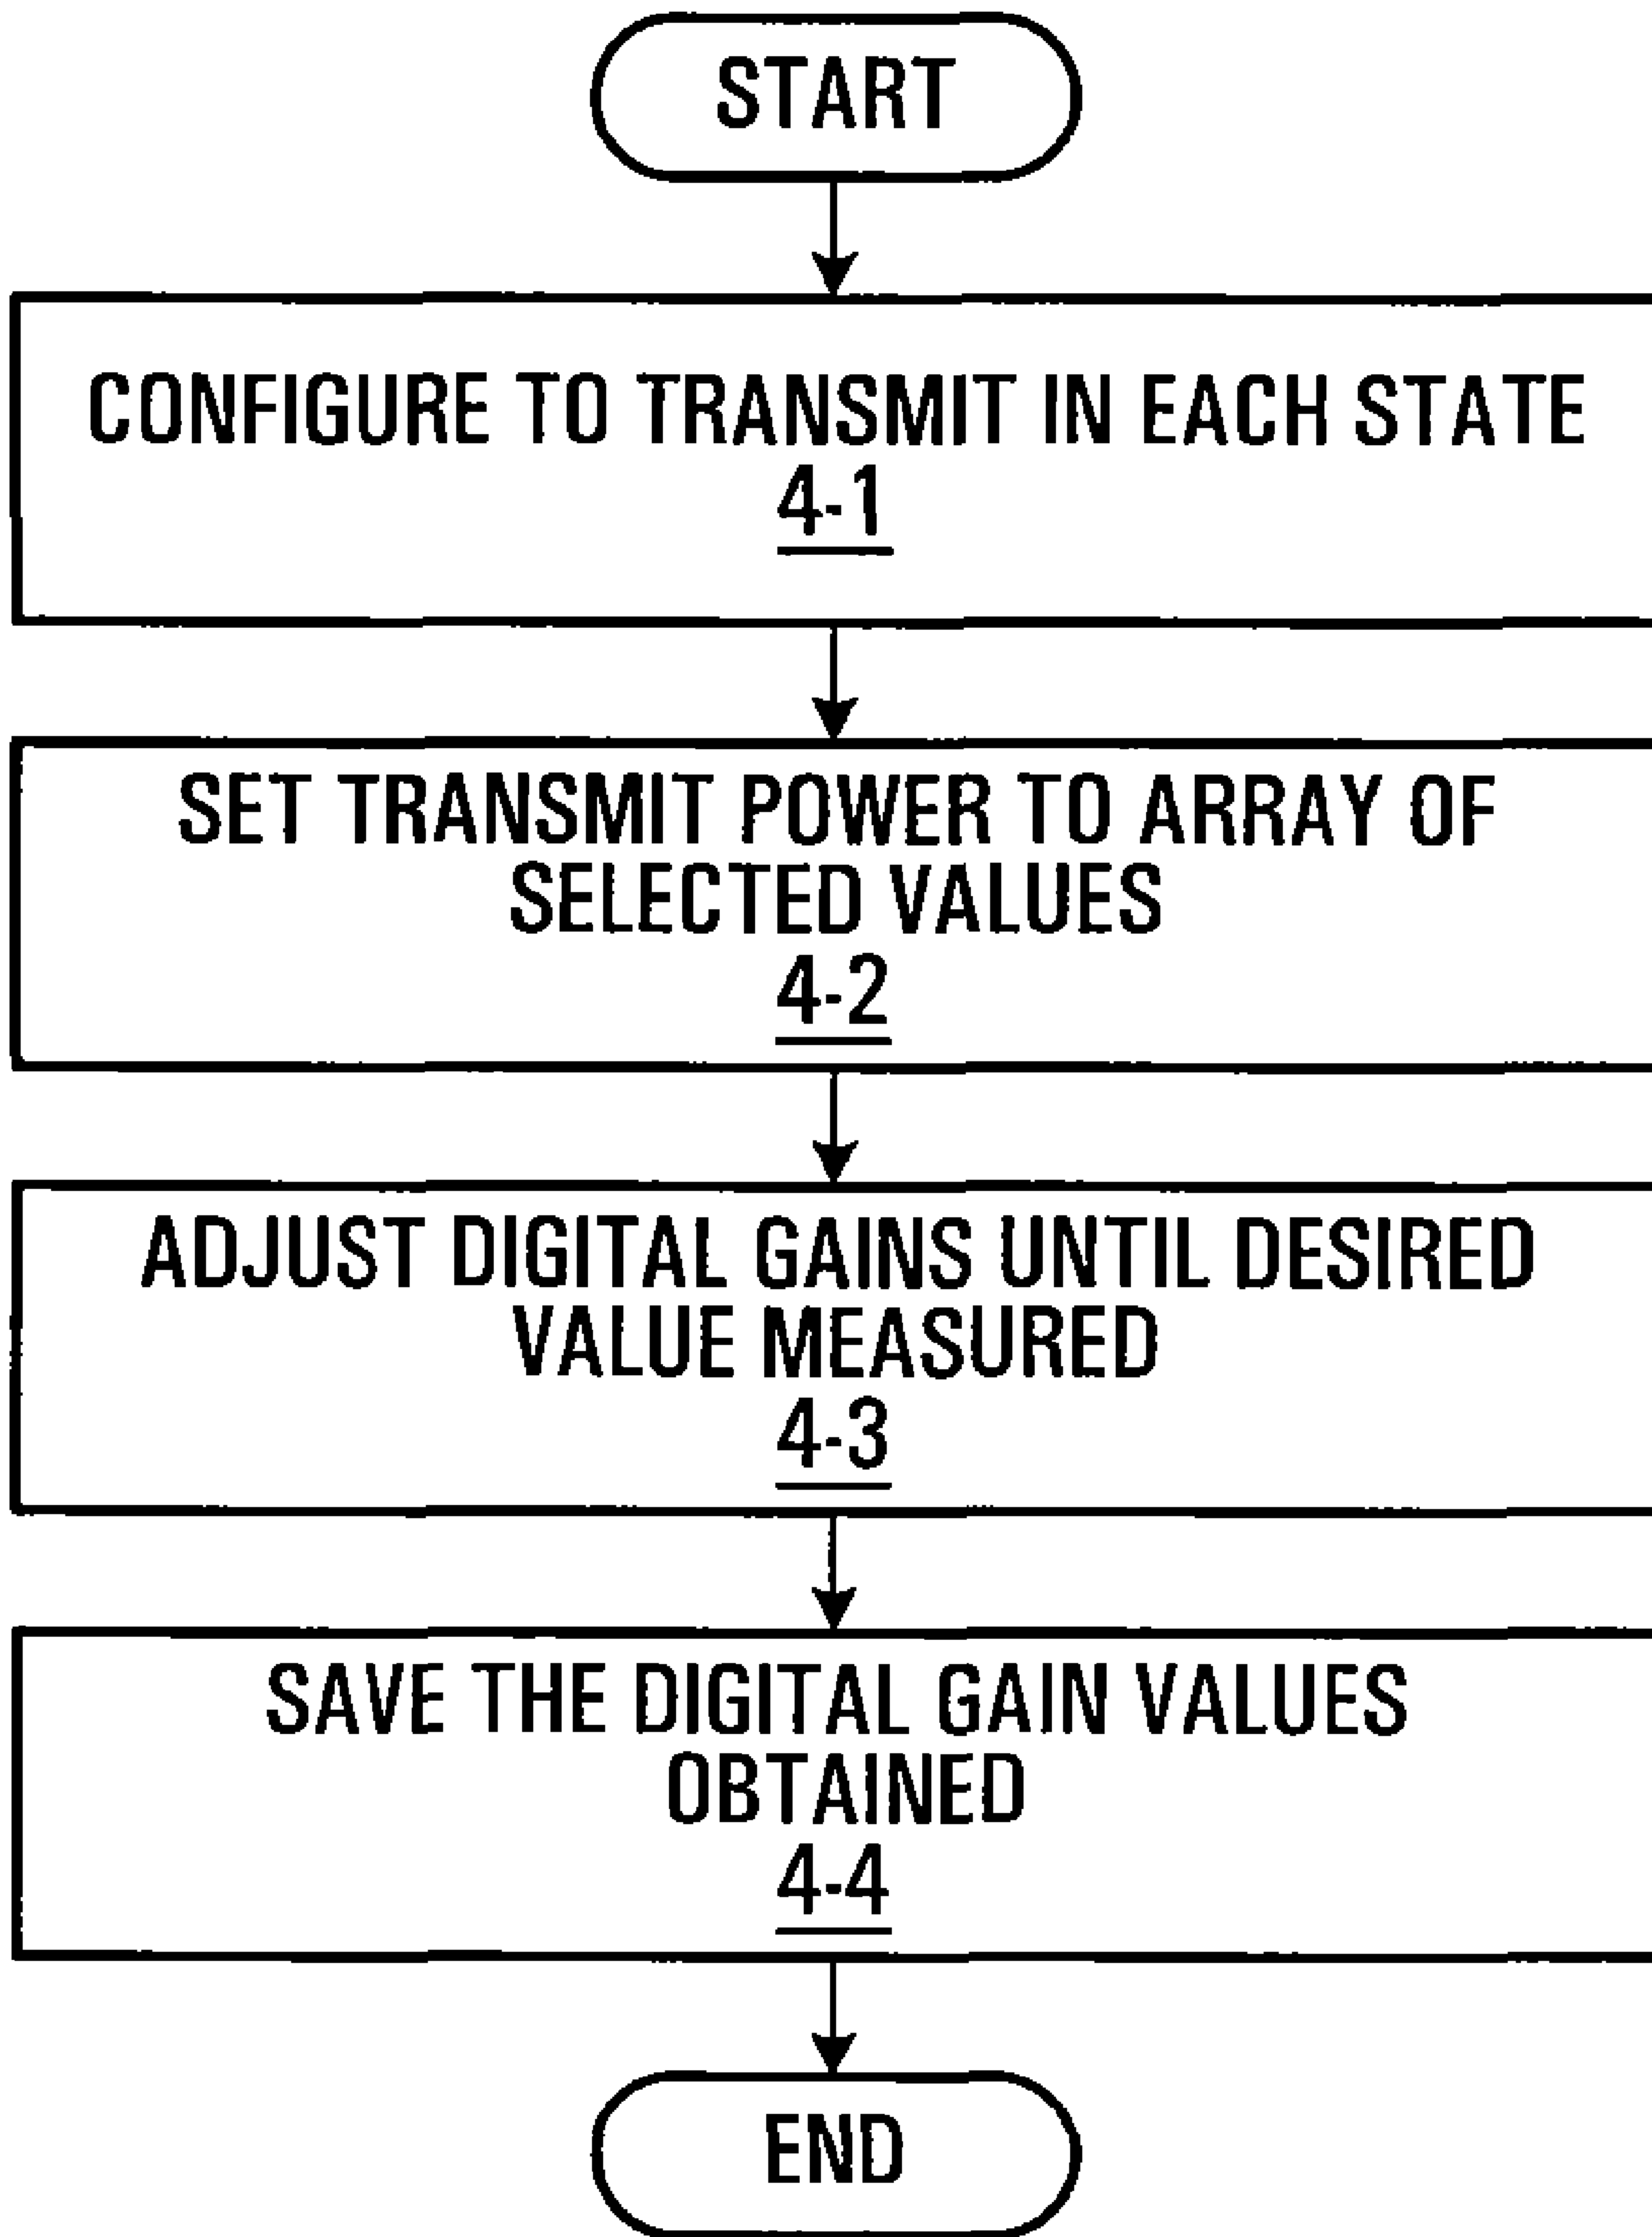 START
CONFIGURE TO TRANSMIT IN EACH STATE
4-1
SET TRANSMIT POWER TO ARRAY OF
SELECTED VALUES
4-2
ADJUST DIGITAL GAINS UNTIL DESIRED
VALUE MEASURED
4-3
SAVE THE DIGITAL GAIN VALUES
OBTAINED
4-4
END